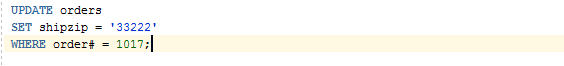 UPDATE orders
SET shipzip = '33222'
WHERE order# = 1017;